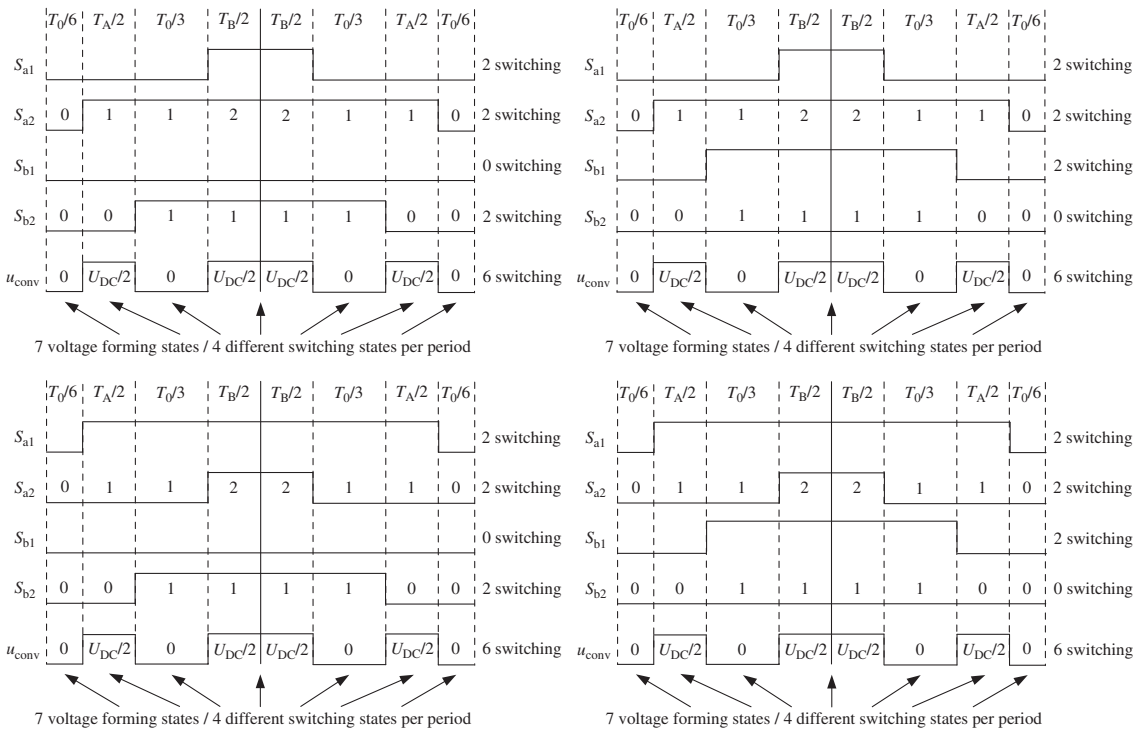 T0/6 TA/2 T0/3 TB/2 TB/2 T0/3 TA/2 T0/6
Sa1 2 switching
Sa2 0 1 1 2 2 1 1 0 2 switching
Sb1 0 switching
Sb2 0 0 1 1 1 1 0 0 2 switching
uconv 0 UDC/2 0 UDC/2 UDC/2 0 UDC/2 0 6 switching
7 voltage forming states / 4 different switching states per period
T0/6 TA/2 T0/3 TB/2 TB/2 T0/3 TA/2 T0/6
Sa1 2 switching
Sa2 0 1 1 2 2 1 1 0 2 switching
Sb1 2 switching
Sb2 0 0 1 1 1 1 0 0 0 switching
uconv 0 UDC/2 0 UDC/2 UDC/2 0 UDC/2 0 6 switching
7 voltage forming states / 4 different switching states per period
T0/6 TA/2 T0/3 TB/2 TB/2 T0/3 TA/2 T0/6
Sa1 2 switching
Sa2 0 1 1 2 2 1 1 0 2 switching
Sb1 0 switching
Sb2 0 0 1 1 1 1 0 0 2 switching
uconv 0 UDC/2 0 UDC/2 UDC/2 0 UDC/2 0 6 switching
7 voltage forming states / 4 different switching states per period
T0/6 TA/2 T0/3 TB/2 TB/2 T0/3 TA/2 T0/6
Sa1 2 switching
Sa2 0 1 1 2 2 1 1 0 2 switching
Sb1 2 switching
Sb2 0 0 1 1 1 1 0 0 0 switching
uconv 0 UDC/2 0 UDC/2 UDC/2 0 UDC/2 0 6 switching
7 voltage forming states / 4 different switching states per period